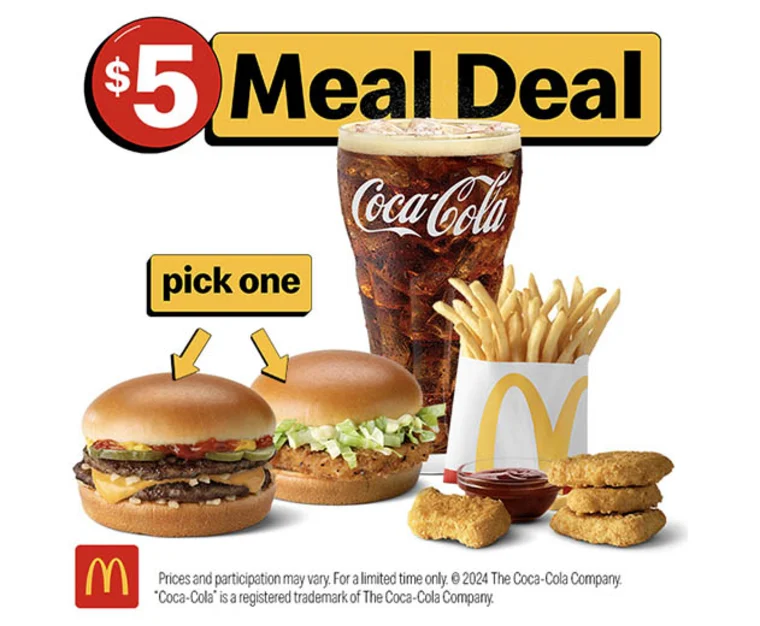 $5 Meal Deal
Coca-Cola
pick one
Prices and participation may vary. For a limited time only. © 2024 The Coca-Cola Company.
"Coca-Cola" is a registered trademark of The Coca-Cola Company.